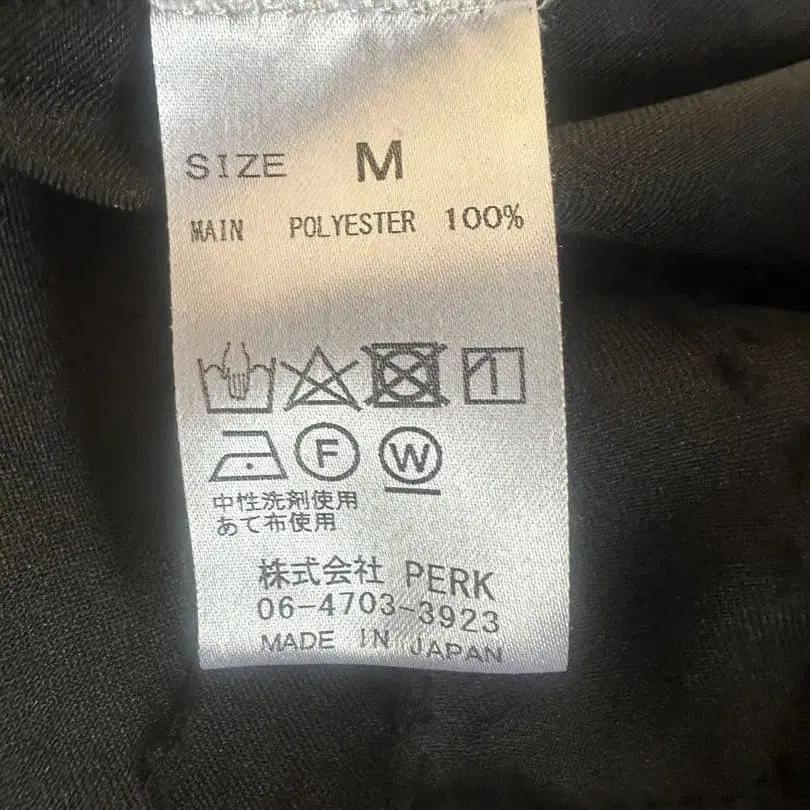 SIZE M
MAIN POLYESTER 100%
F W
中性洗剤使用
あて布使用
株式会社 PERK
06-4703-3923
MADE IN JAPAN